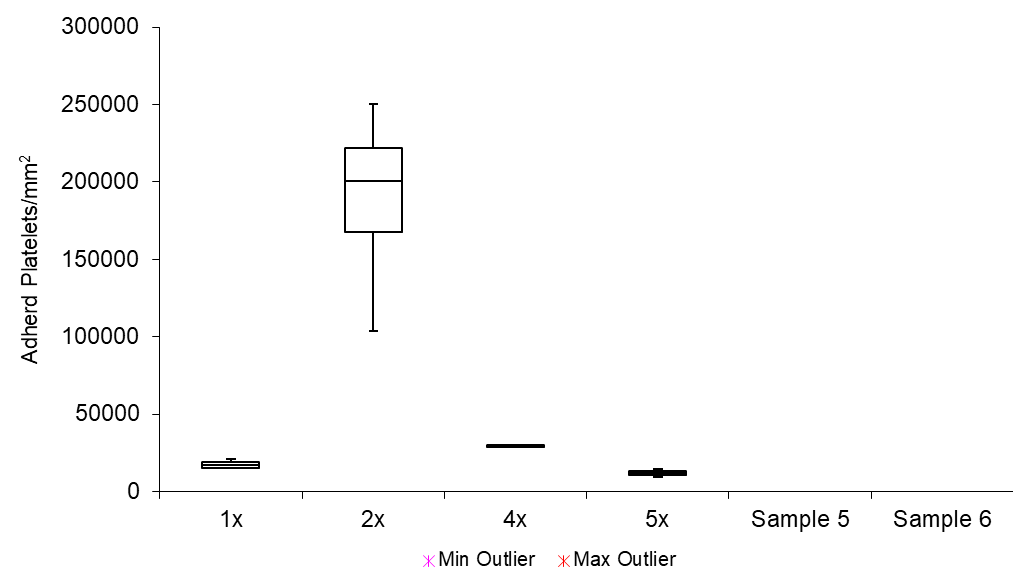 300000
250000
200000
150000
100000
50000
0
Adherd Platelets/mm²
1x 2x 4x 5x Sample 5 Sample 6
Min Outlier Max Outlier